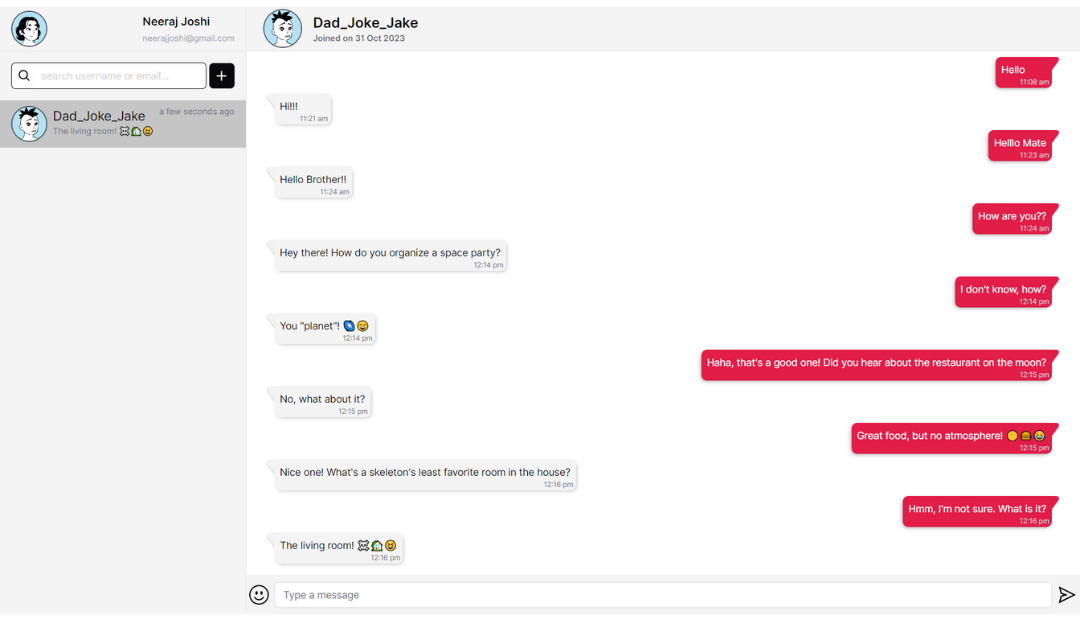 Neeraj Joshi
neerajjoshi@gmail.com
search username or email...
Dad_Joke_Jake
a few seconds ago
The living room! ☠️🏠😄
Dad_Joke_Jake
Joined on 31 Oct 2023
Hello
11:08 am
Hi!!!
11:21 am
Helllo Mate
11:23 am
Hello Brother!!
11:24 am
How are you??
11:24 am
Hey there! How do you organize a space party?
12:14 pm
I don't know, how?
12:14 pm
You "planet"! 🌌😄
12:14 pm
Haha, that's a good one! Did you hear about the restaurant on the moon?
12:15 pm
No, what about it?
12:15 pm
Great food, but no atmosphere! 🌕🍔😆
12:15 pm
Nice one! What's a skeleton's least favorite room in the house?
12:16 pm
Hmm, I'm not sure. What is it?
12:16 pm
The living room! ☠️🏠😄
12:16 pm
Type a message